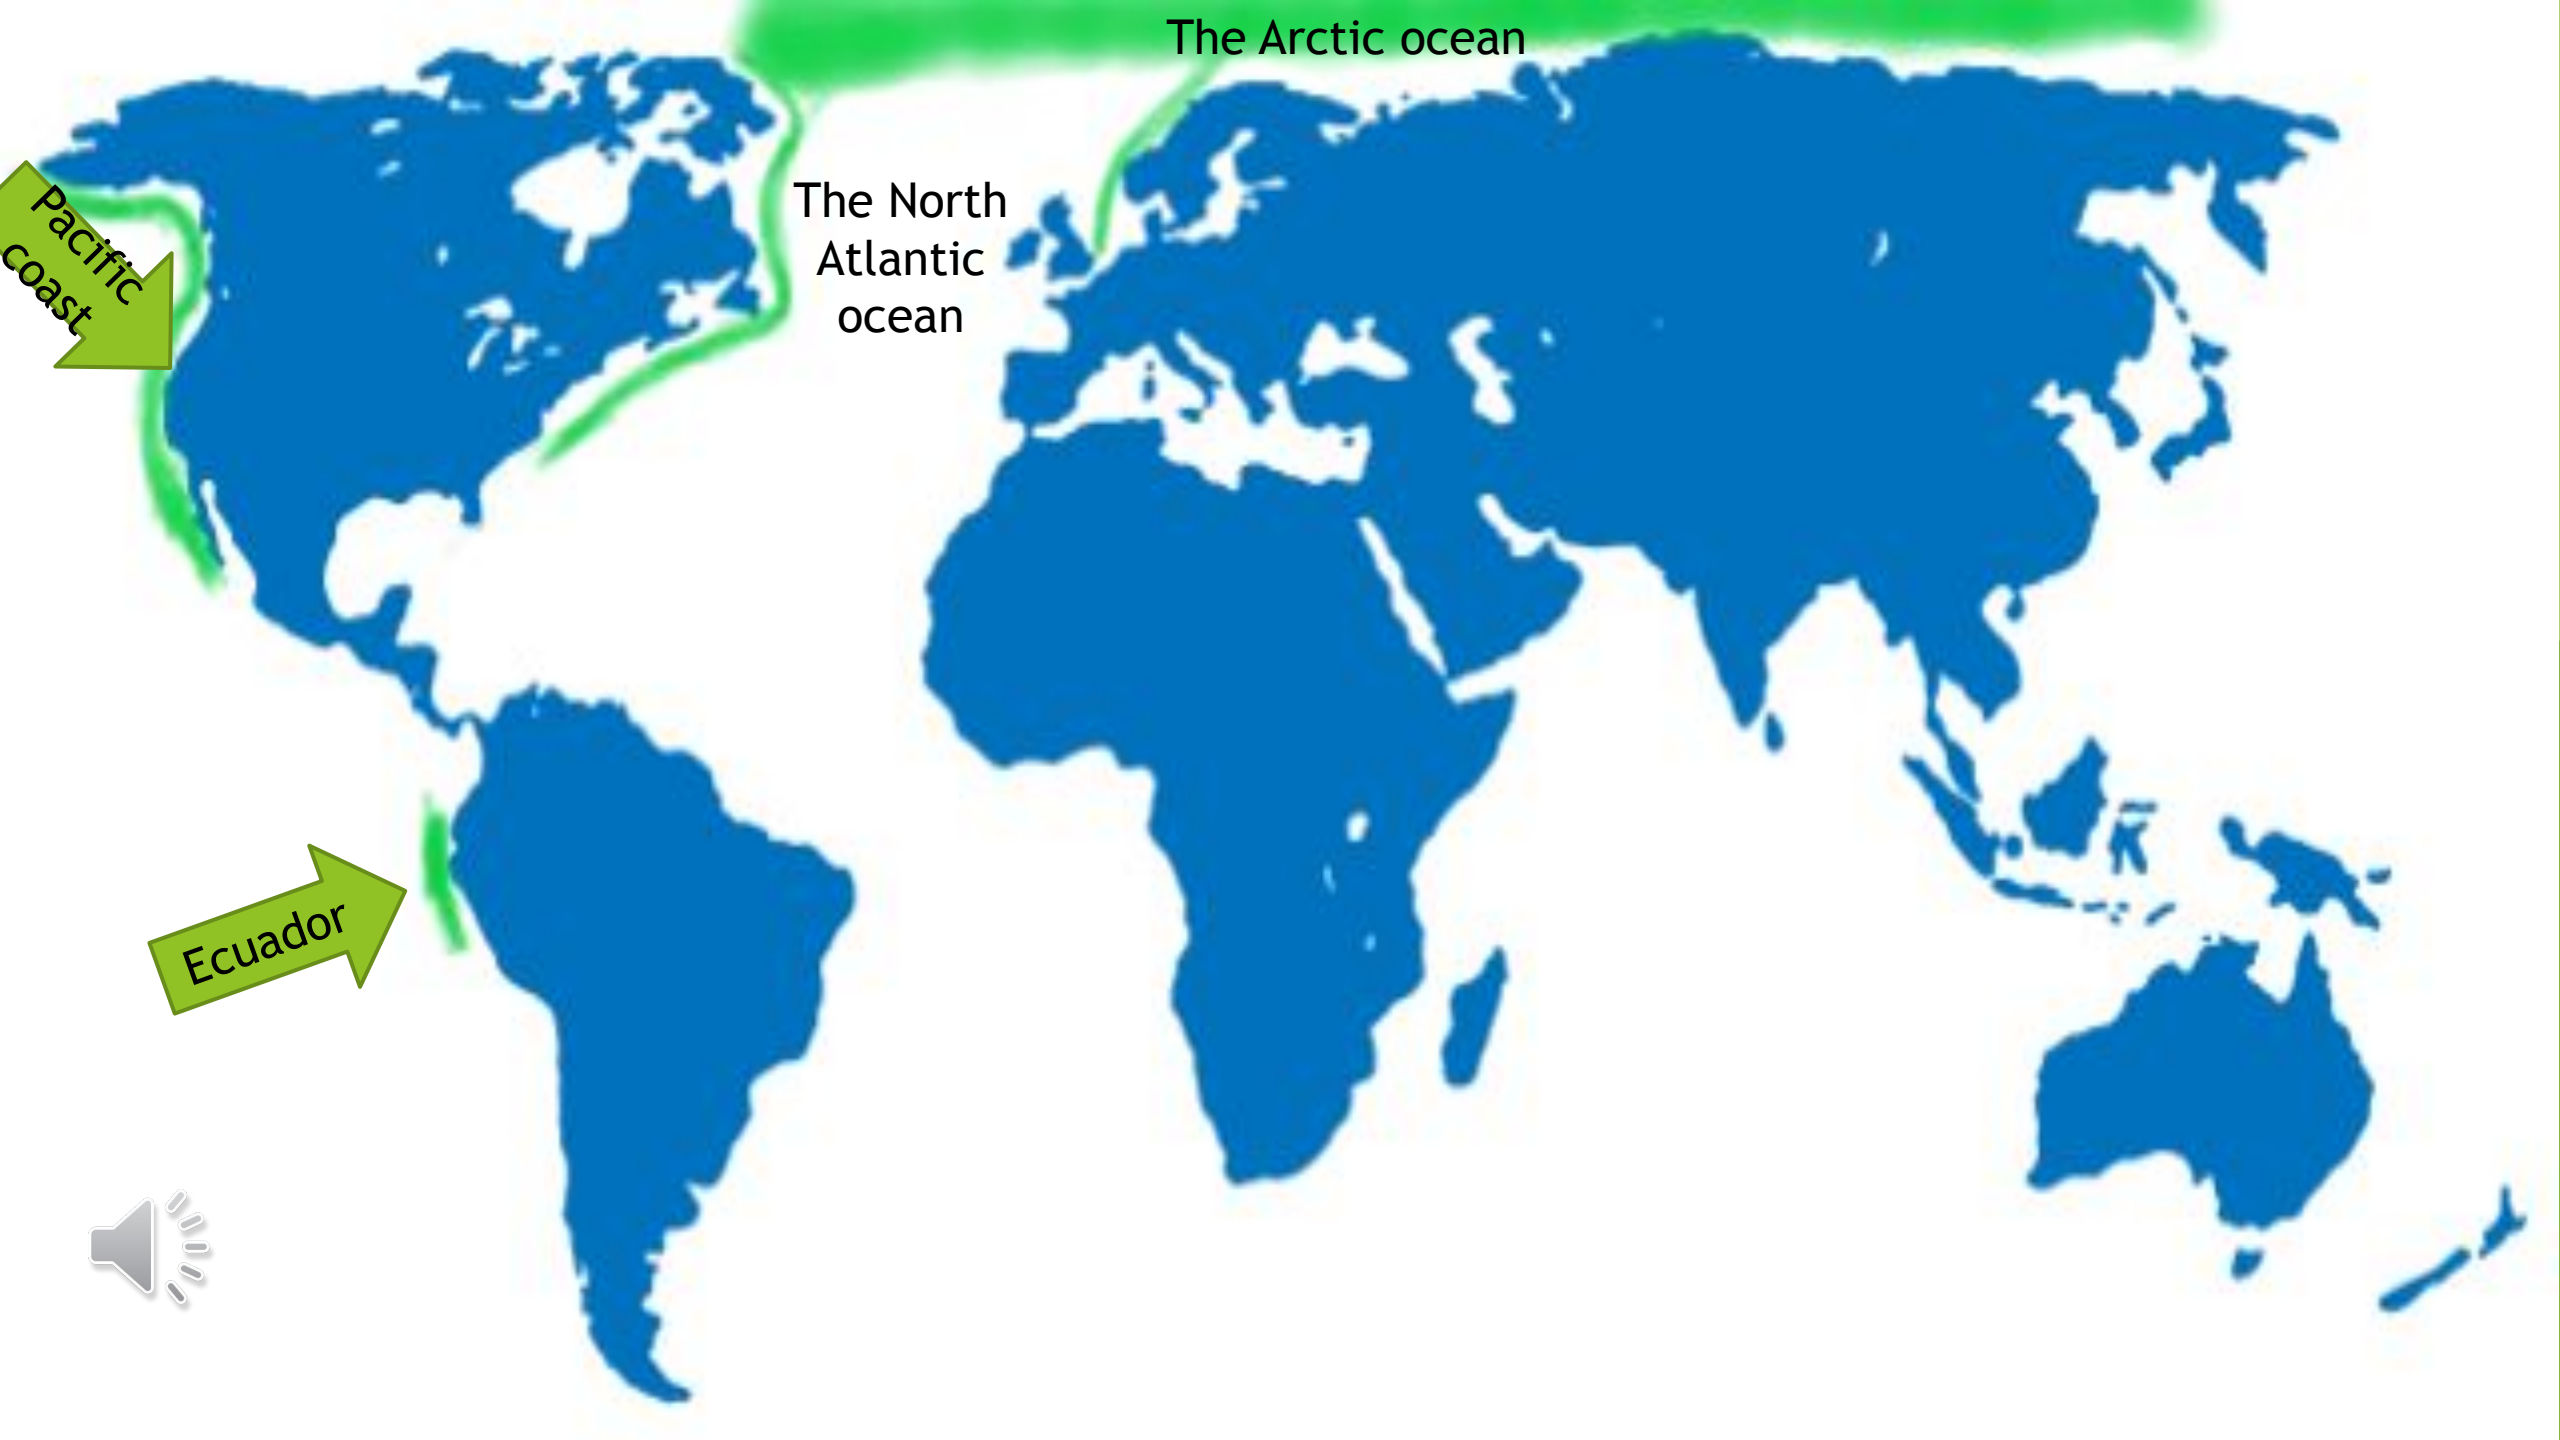 The Arctic ocean
Pacific
coast
The North
Atlantic
ocean
Ecuador